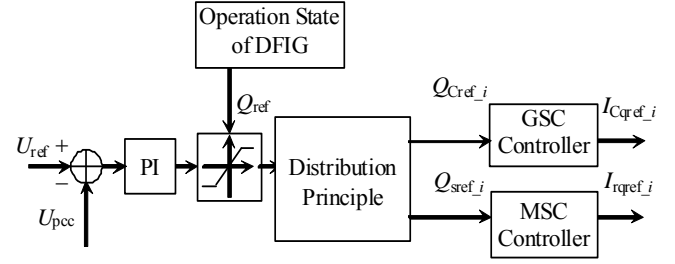 Operation State
of DFIG
Q_ref
U_ref +
−
U_pcc
PI
Distribution
Principle
Q_Cref_i
GSC
Controller
I_Cqref_i
Q_sref_i
MSC
Controller
I_rqref_i